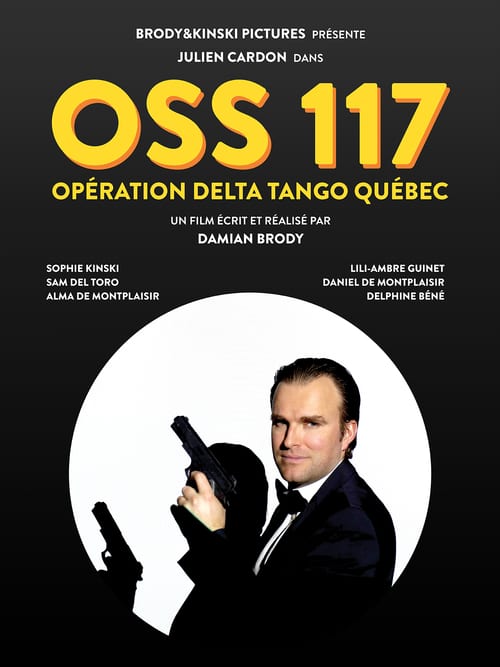 BRODY&KINSKI PICTURES PRÉSENTE
JULIEN CARDON DANS
OSS 117
OPÉRATION DELTA TANGO QUÉBEC
UN FILM ÉCRIT ET RÉALISÉ PAR
DAMIAN BRODY
SOPHIE KINSKI
SAM DEL TORO
ALMA DE MONTPLAISIR
LILI-AMBRE GUINET
DANIEL DE MONTPLAISIR
DELPHINE BÉNÉ